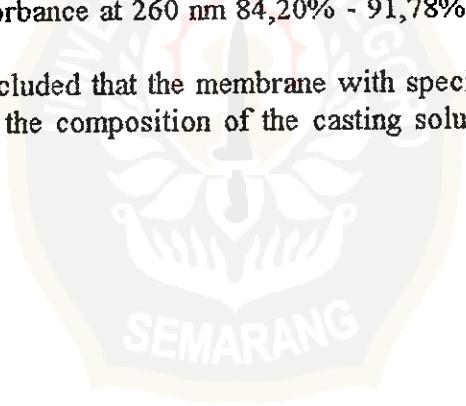 orbance at 260 nm 84,20% - 91,78%
cluded that the membrane with speci
the composition of the casting solu
SEMARANG